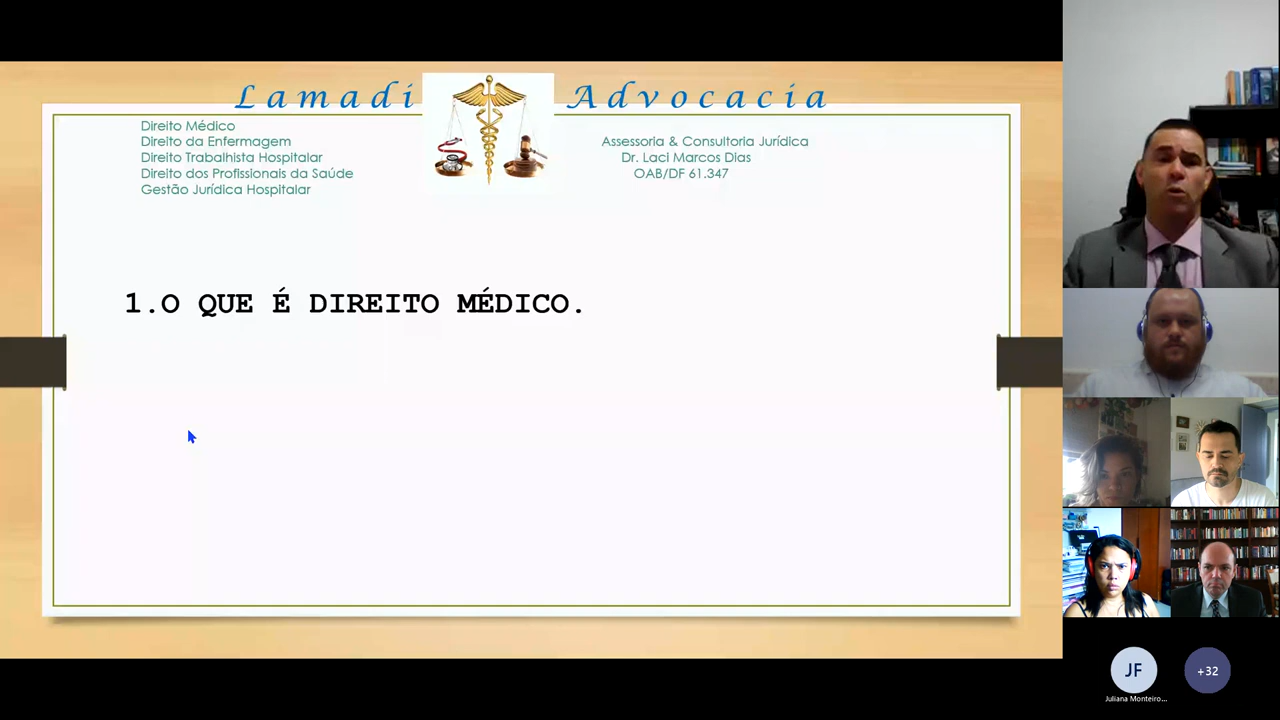 Lamadi Advocacia
Direito Médico
Direito da Enfermagem
Direito Trabalhista Hospitalar
Direito dos Profissionais da Saúde
Gestão Jurídica Hospitalar
Assessoria & Consultoria Jurídica
Dr. Laci Marcos Dias
OAB/DF 61.347
1.O QUE É DIREITO MÉDICO.
JF
Juliana Monteiro...
+32